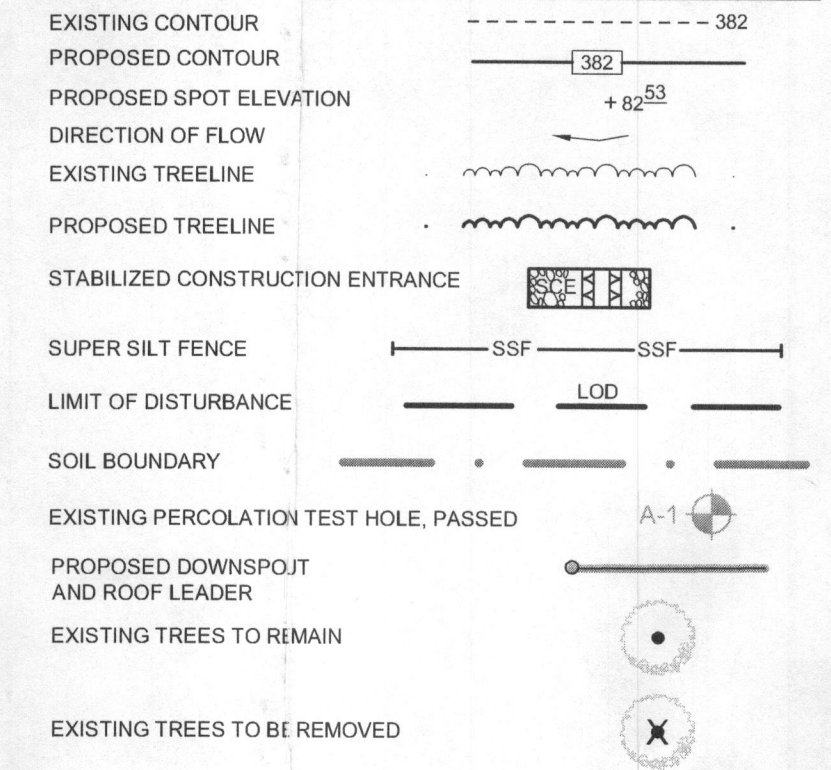 EXISTING CONTOUR 382
PROPOSED CONTOUR 382
PROPOSED SPOT ELEVATION + 82 53
DIRECTION OF FLOW
EXISTING TREELINE
PROPOSED TREELINE
STABILIZED CONSTRUCTION ENTRANCE SCE
SUPER SILT FENCE SSF SSF
LIMIT OF DISTURBANCE LOD
SOIL BOUNDARY
EXISTING PERCOLATION TEST HOLE, PASSED A-1
PROPOSED DOWNSPOUT
AND ROOF LEADER
EXISTING TREES TO REMAIN
EXISTING TREES TO BE REMOVED